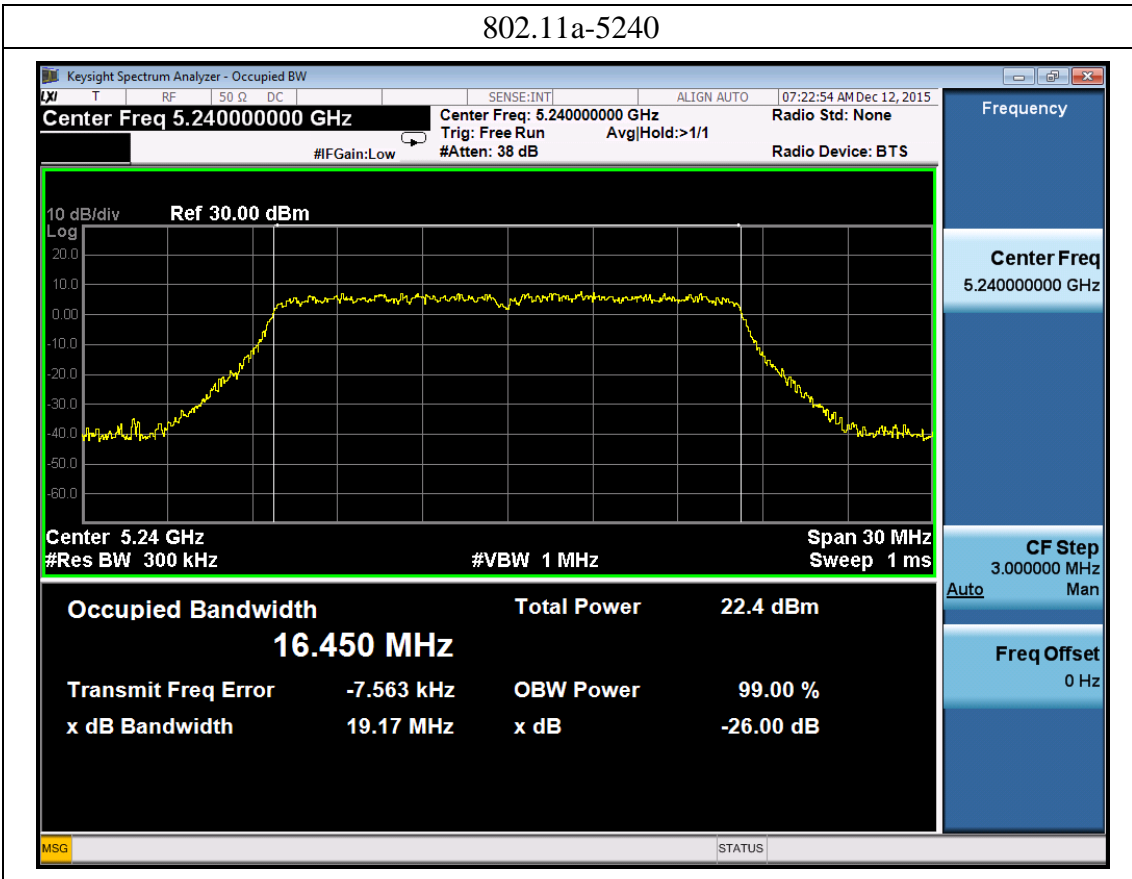 802.11a-5240
Keysight Spectrum Analyzer - Occupied BW
LXI T RF 50 Ω DC SENSE:INT ALIGN AUTO 07:22:54 AM Dec 12, 2015
Center Freq 5.240000000 GHz
Center Freq: 5.240000000 GHz Radio Std: None
Trig: Free Run Avg|Hold:>1/1
#IFGain:Low #Atten: 38 dB Radio Device: BTS
Frequency
10 dB/div Ref 30.00 dBm
Log
20.0
10.0
0.00
-10.0
-20.0
-30.0
-40.0
-50.0
-60.0
Center 5.24 GHz Span 30 MHz
#Res BW 300 kHz #VBW 1 MHz Sweep 1 ms
Center Freq
5.240000000 GHz
CF Step
3.000000 MHz
Auto Man
Freq Offset
0 Hz
Occupied Bandwidth Total Power 22.4 dBm
16.450 MHz
Transmit Freq Error -7.563 kHz OBW Power 99.00 %
x dB Bandwidth 19.17 MHz x dB -26.00 dB
MSG STATUS